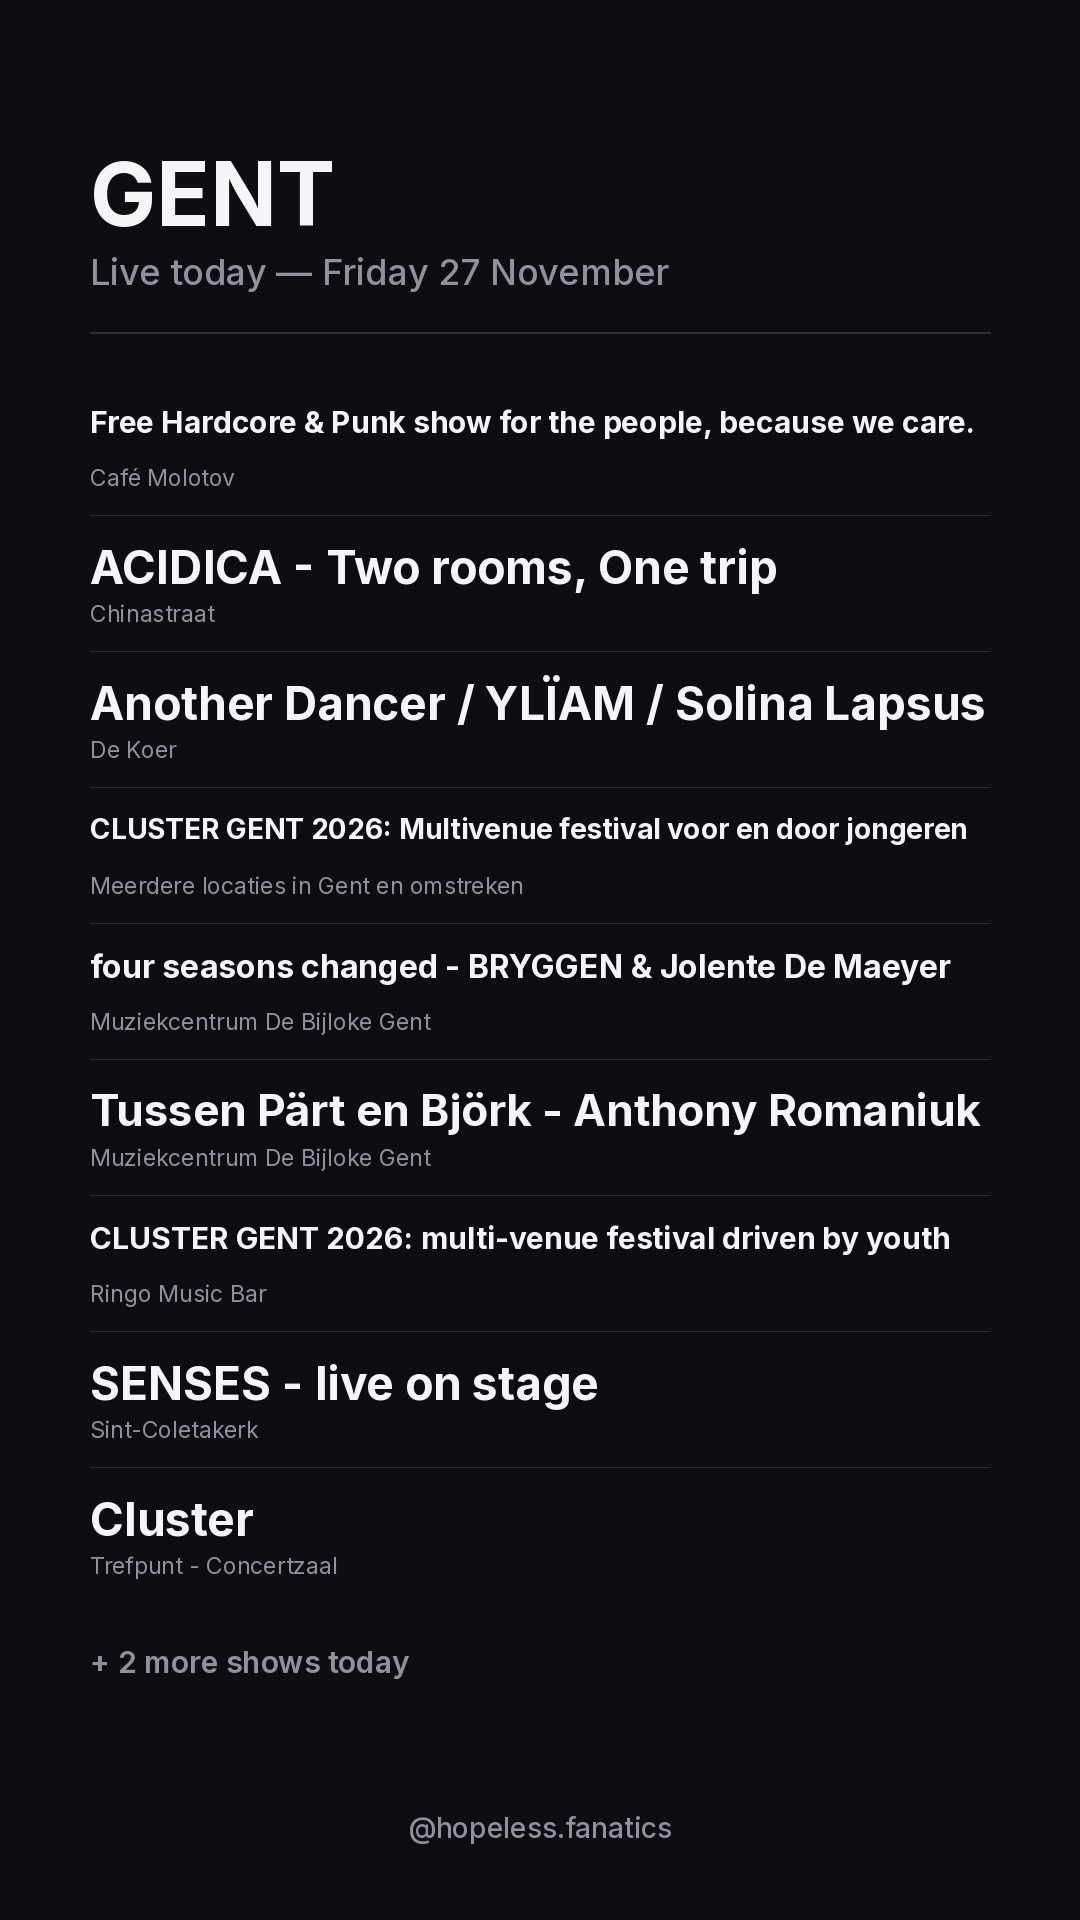 GENT
Live today — Friday 27 November
Free Hardcore & Punk show for the people, because we care.
Café Molotov
ACIDICA - Two rooms, One trip
Chinastraat
Another Dancer / YLÏAM / Solina Lapsus
De Koer
CLUSTER GENT 2026: Multivenue festival voor en door jongeren
Meerdere locaties in Gent en omstreken
four seasons changed - BRYGGEN & Jolente De Maeyer
Muziekcentrum De Bijloke Gent
Tussen Pärt en Björk - Anthony Romaniuk
Muziekcentrum De Bijloke Gent
CLUSTER GENT 2026: multi-venue festival driven by youth
Ringo Music Bar
SENSES - live on stage
Sint-Coletakerk
Cluster
Trefpunt - Concertzaal
+ 2 more shows today
@hopeless.fanatics